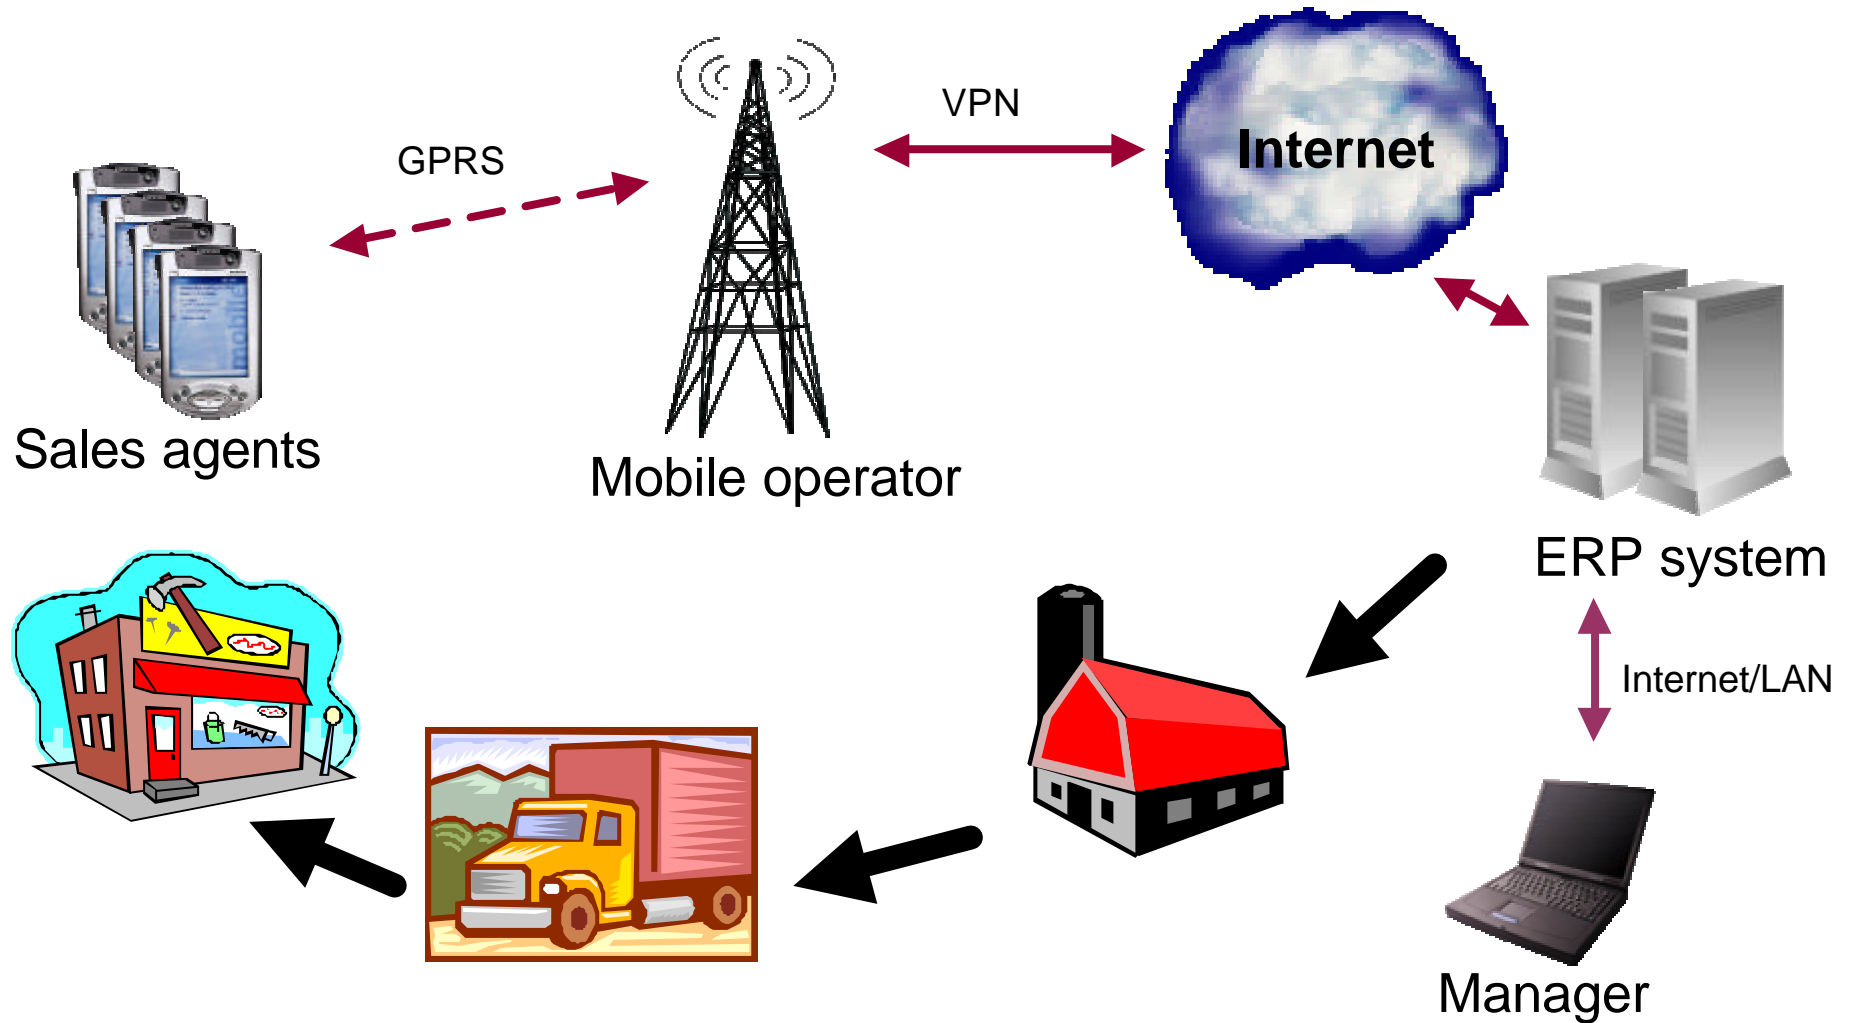 VPN
Internet
GPRS
Sales agents
Mobile operator
ERP system
Internet/LAN
Manager